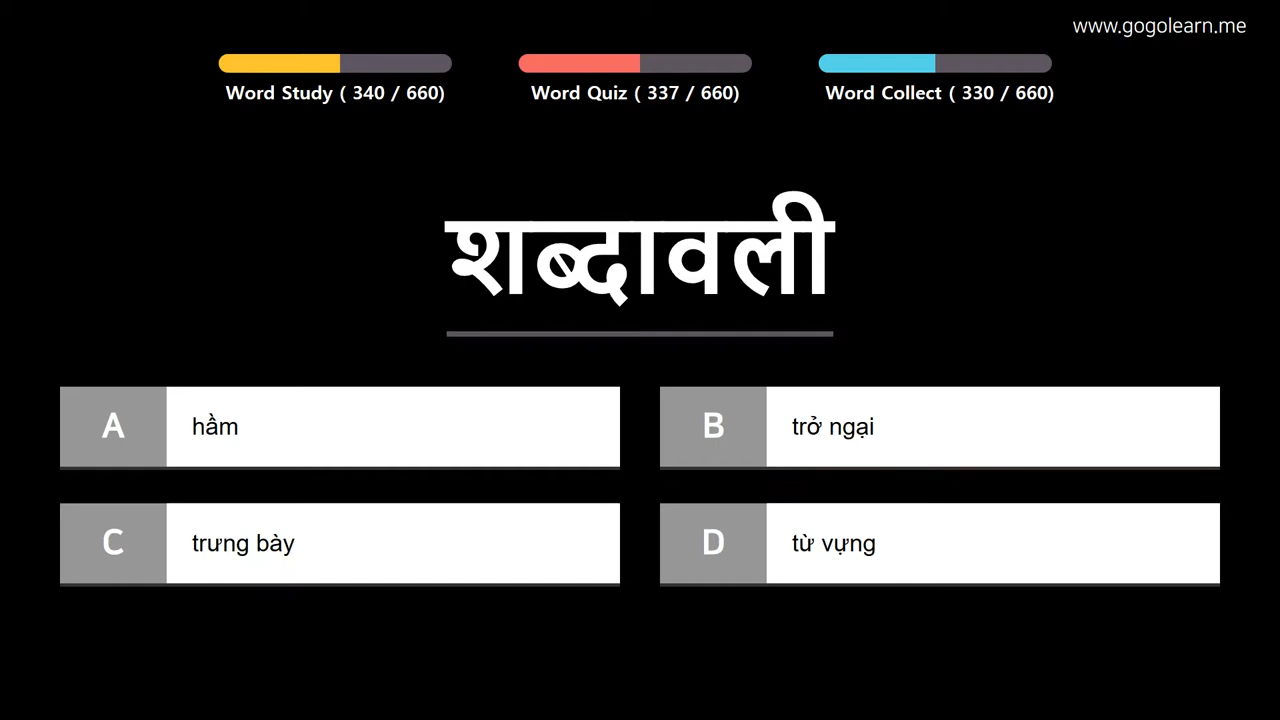 www.gogolearn.me
Word Study ( 340 / 660)
Word Quiz ( 337 / 660)
Word Collect ( 330 / 660)
शब्दावली
A hầm
B trở ngại
C trưng bày
D từ vựng